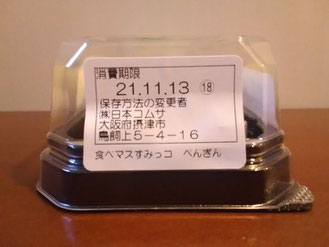 消費期限
21.11.13 ⑱
保存方法の変更者
㈱日本コムサ
大阪府摂津市
鳥飼上5-4-16
食べマスすみっコ ぺんぎん